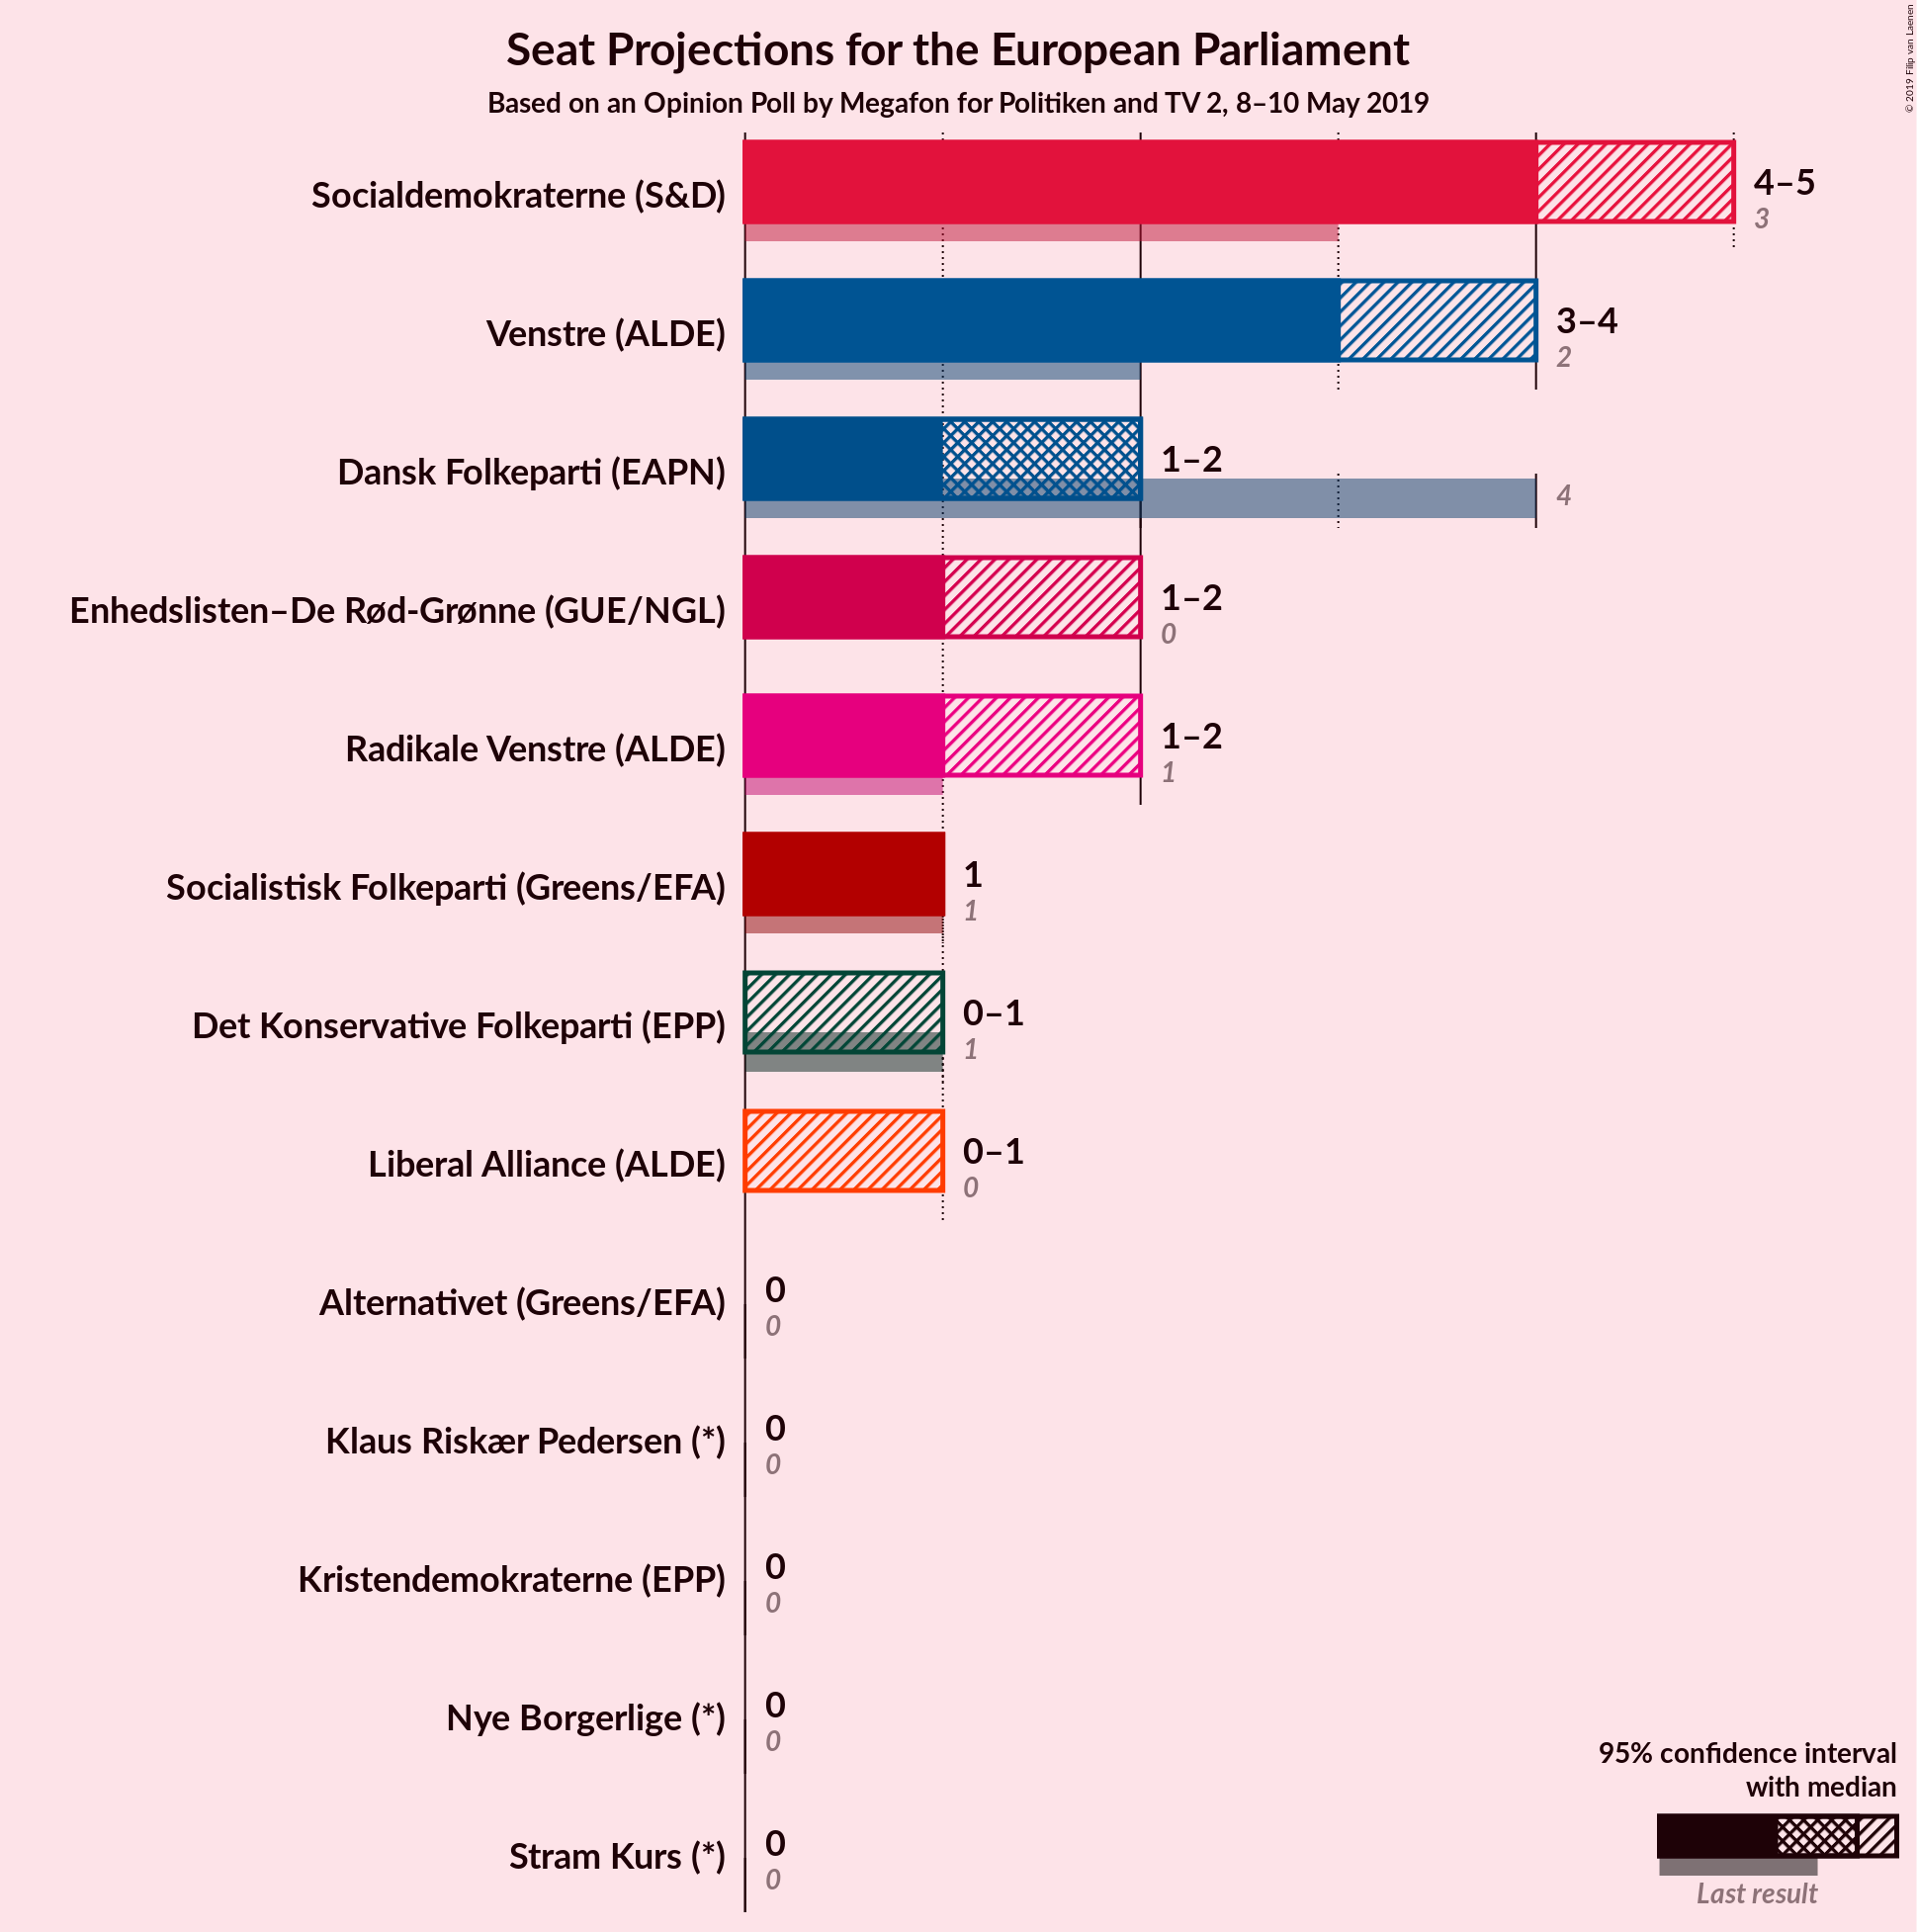 Seat Projections for the European Parliament
Based on an Opinion Poll by Megafon for Politiken and TV 2, 8–10 May 2019
© 2019 Filip van Laenen
Socialdemokraterne (S&D)
4–5
3
Venstre (ALDE)
3–4
2
Dansk Folkeparti (EAPN)
1–2
4
Enhedslisten–De Rød-Grønne (GUE/NGL)
1–2
0
Radikale Venstre (ALDE)
1–2
1
Socialistisk Folkeparti (Greens/EFA)
1
1
Det Konservative Folkeparti (EPP)
0–1
1
Liberal Alliance (ALDE)
0–1
0
Alternativet (Greens/EFA)
0
0
Klaus Riskær Pedersen (*)
0
0
Kristendemokraterne (EPP)
0
0
Nye Borgerlige (*)
0
0
Stram Kurs (*)
0
0
95% confidence interval
with median
Last result